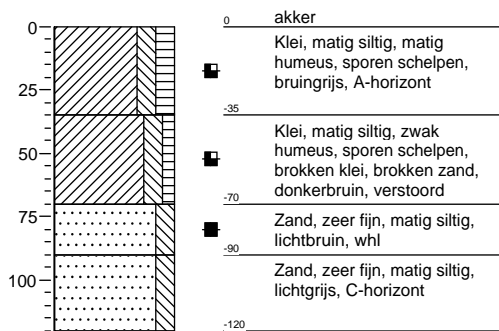 0
25
50
75
100
0
akker
Klei, matig siltig, matig
humeus, sporen schelpen,
bruingrijs, A-horizont
-35
Klei, matig siltig, zwak
humeus, sporen schelpen,
brokken klei, brokken zand,
donkerbruin, verstoord
-70
Zand, zeer fijn, matig siltig,
lichtbruin, whl
-90
Zand, zeer fijn, matig siltig,
lichtgrijs, C-horizont
-120